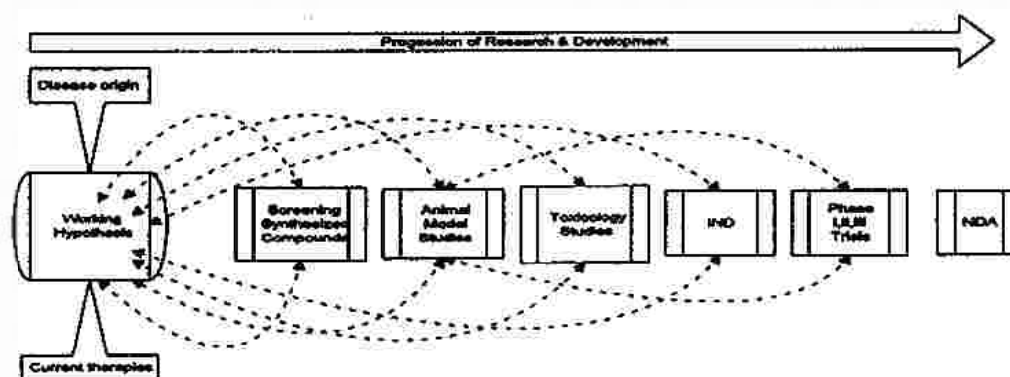 Progression of Research & Development
Disease origin
Working
Hypothesis
Screening
Synthesized
Compounds
Animal
Model
Studies
Toxicology
Studies
IND
Phase
I,II,III
Trials
NDA
Current therapies